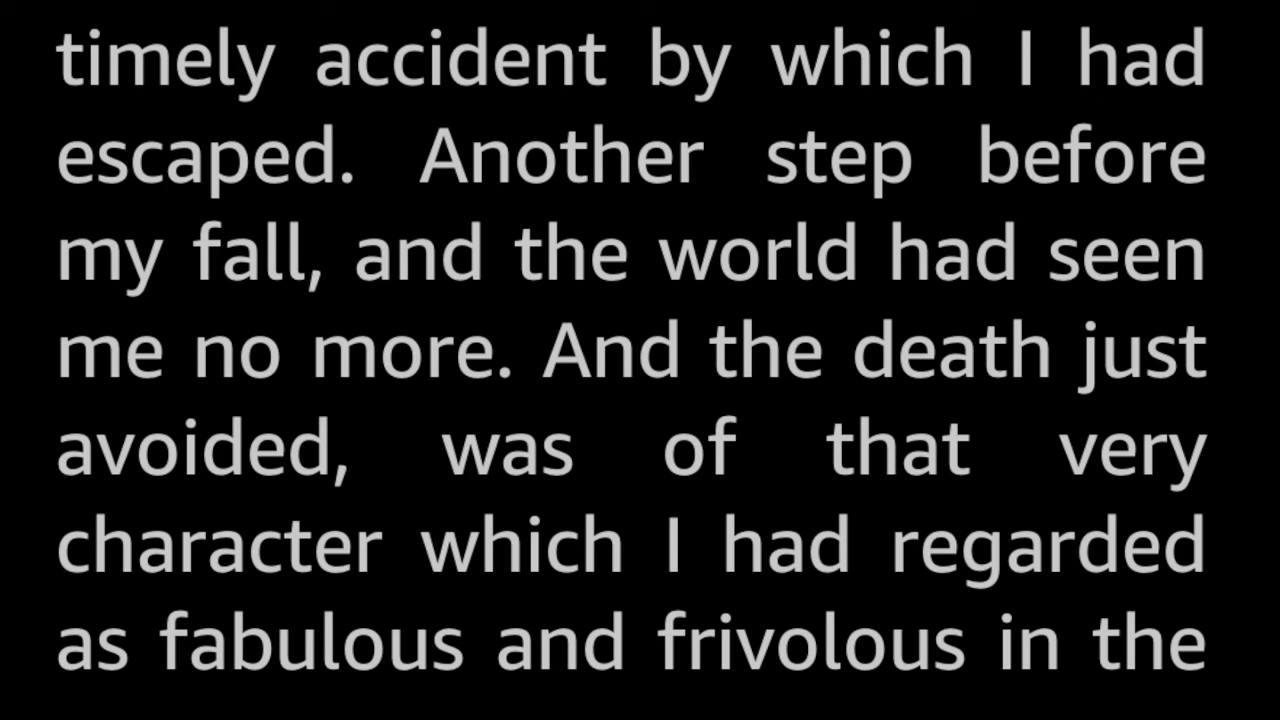 timely accident by which I had
escaped. Another step before
my fall, and the world had seen
me no more. And the death just
avoided, was of that very
character which I had regarded
as fabulous and frivolous in the